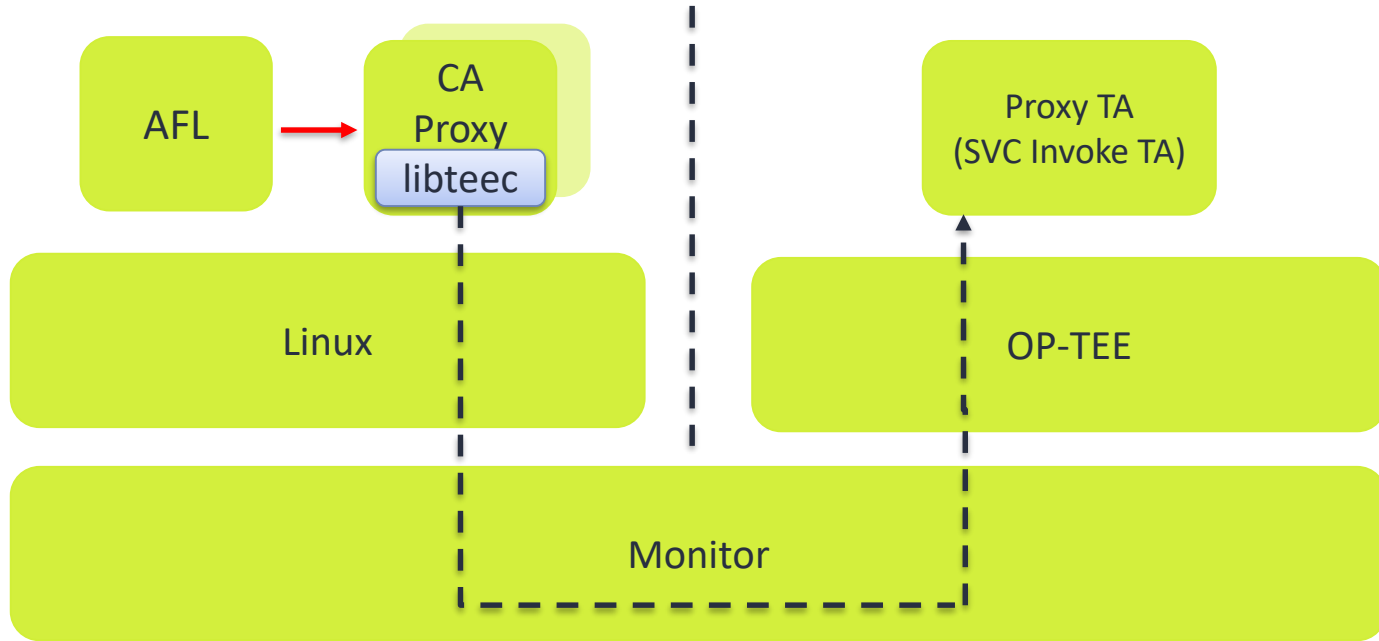 AFL
CA
Proxy
libteec
Proxy TA
(SVC Invoke TA)
Linux
OP-TEE
Monitor